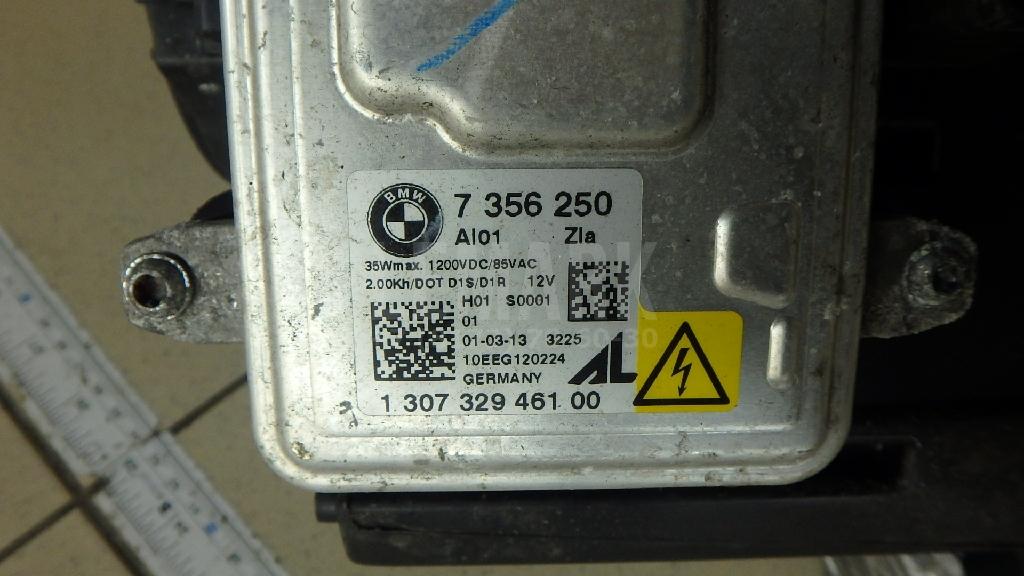 BMW
7 356 250
AI01 ZIa
35Wmax. 1200VDC/85VAC
2.00Kh/DOT D1S/D1R 12V
H01 S0001
01
01-03-13 3225
10EEG120224
GERMANY AL
1 307 329 461 00